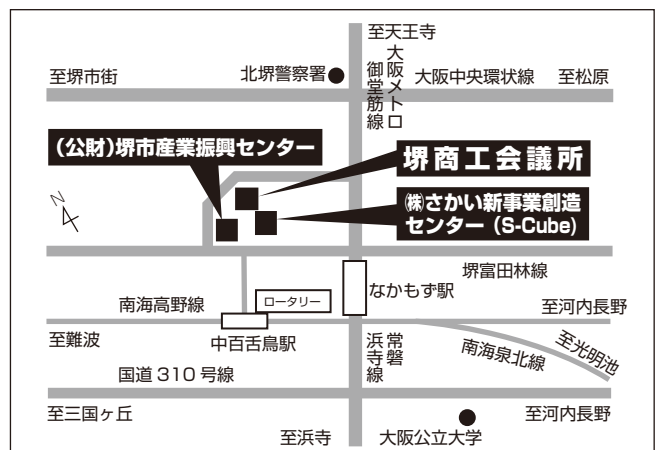 至天王寺
大阪メトロ
御堂筋線
北堺警察署
至堺市街
大阪中央環状線
至松原
(公財)堺市産業振興センター
堺商工会議所
㈱さかい新事業創造
センター (S-Cube)
N
堺富田林線
なかもず駅
ロータリー
南海高野線
至河内長野
至難波
中百舌鳥駅
常磐
浜寺線
南海泉北線
至光明池
国道310号線
至三国ヶ丘
至河内長野
至浜寺
大阪公立大学